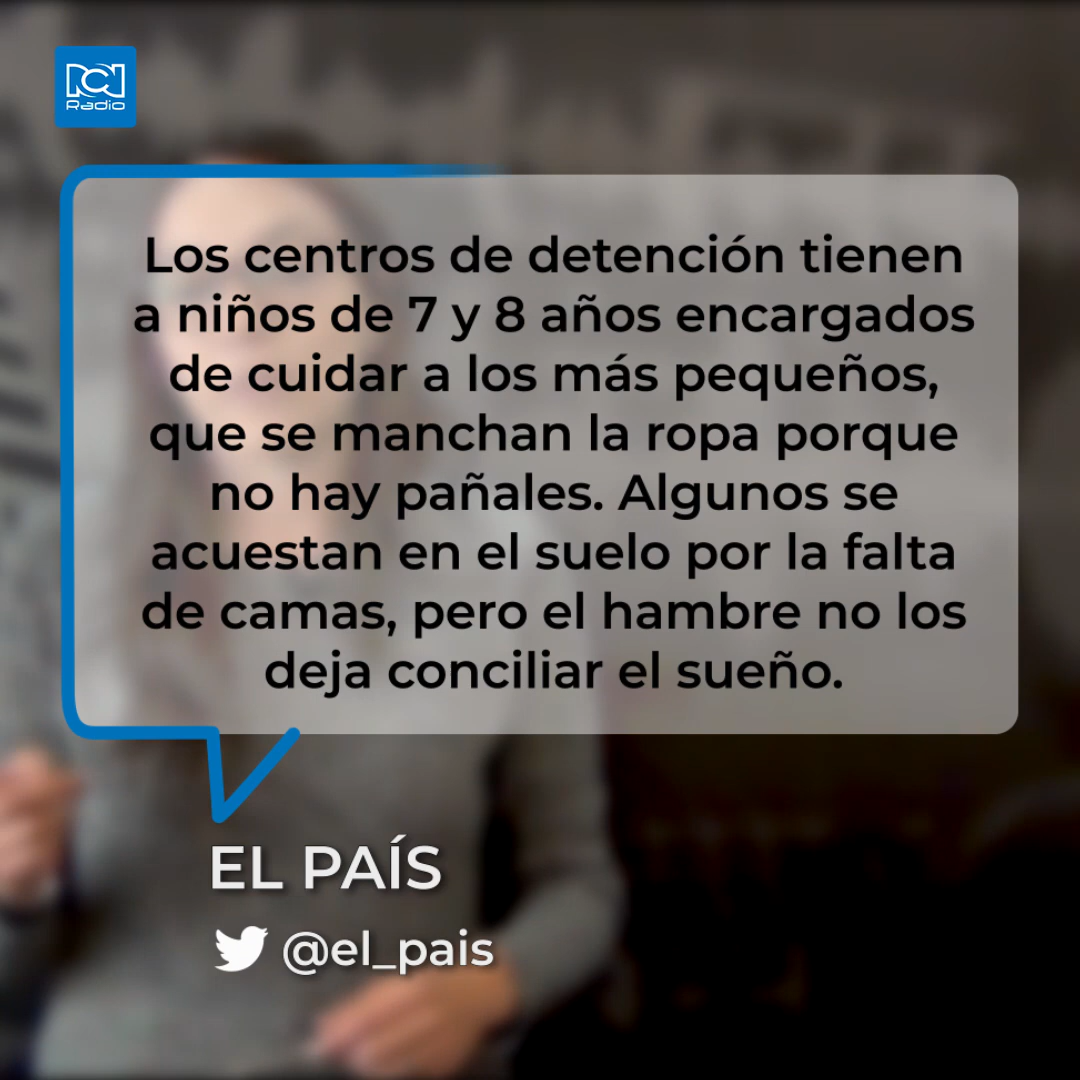 RCN
Radio
Los centros de detención tienen
a niños de 7 y 8 años encargados
de cuidar a los más pequeños,
que se manchan la ropa porque
no hay pañales. Algunos se
acuestan en el suelo por la falta
de camas, pero el hambre no los
deja conciliar el sueño.
EL PAÍS
@el_pais